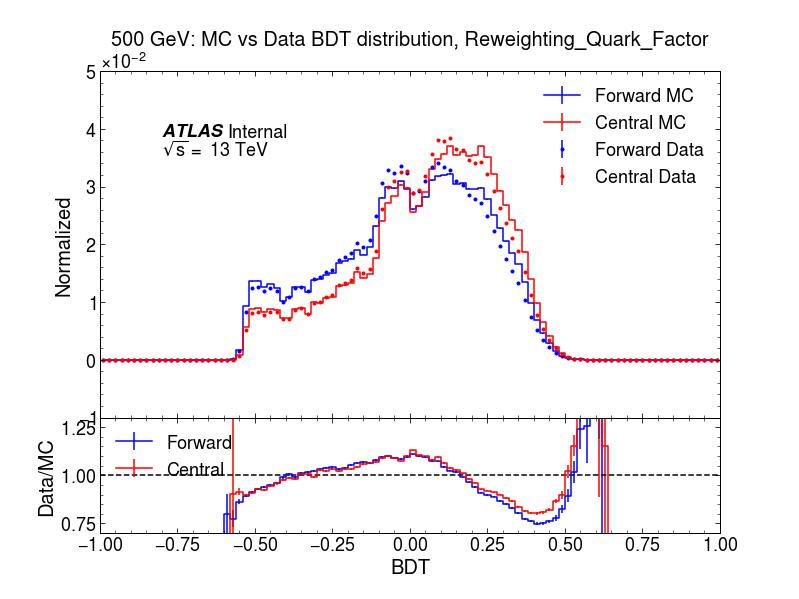 500 GeV: MC vs Data BDT distribution, Reweighting_Quark_Factor
×10−2
5
4
3
2
1
0
−1
Normalized
ATLAS Internal
√s = 13 TeV
Forward MC
Central MC
Forward Data
Central Data
1.25
1.00
0.75
Data/MC
Forward
Central
−1.00 −0.75 −0.50 −0.25 0.00 0.25 0.50 0.75 1.00
BDT